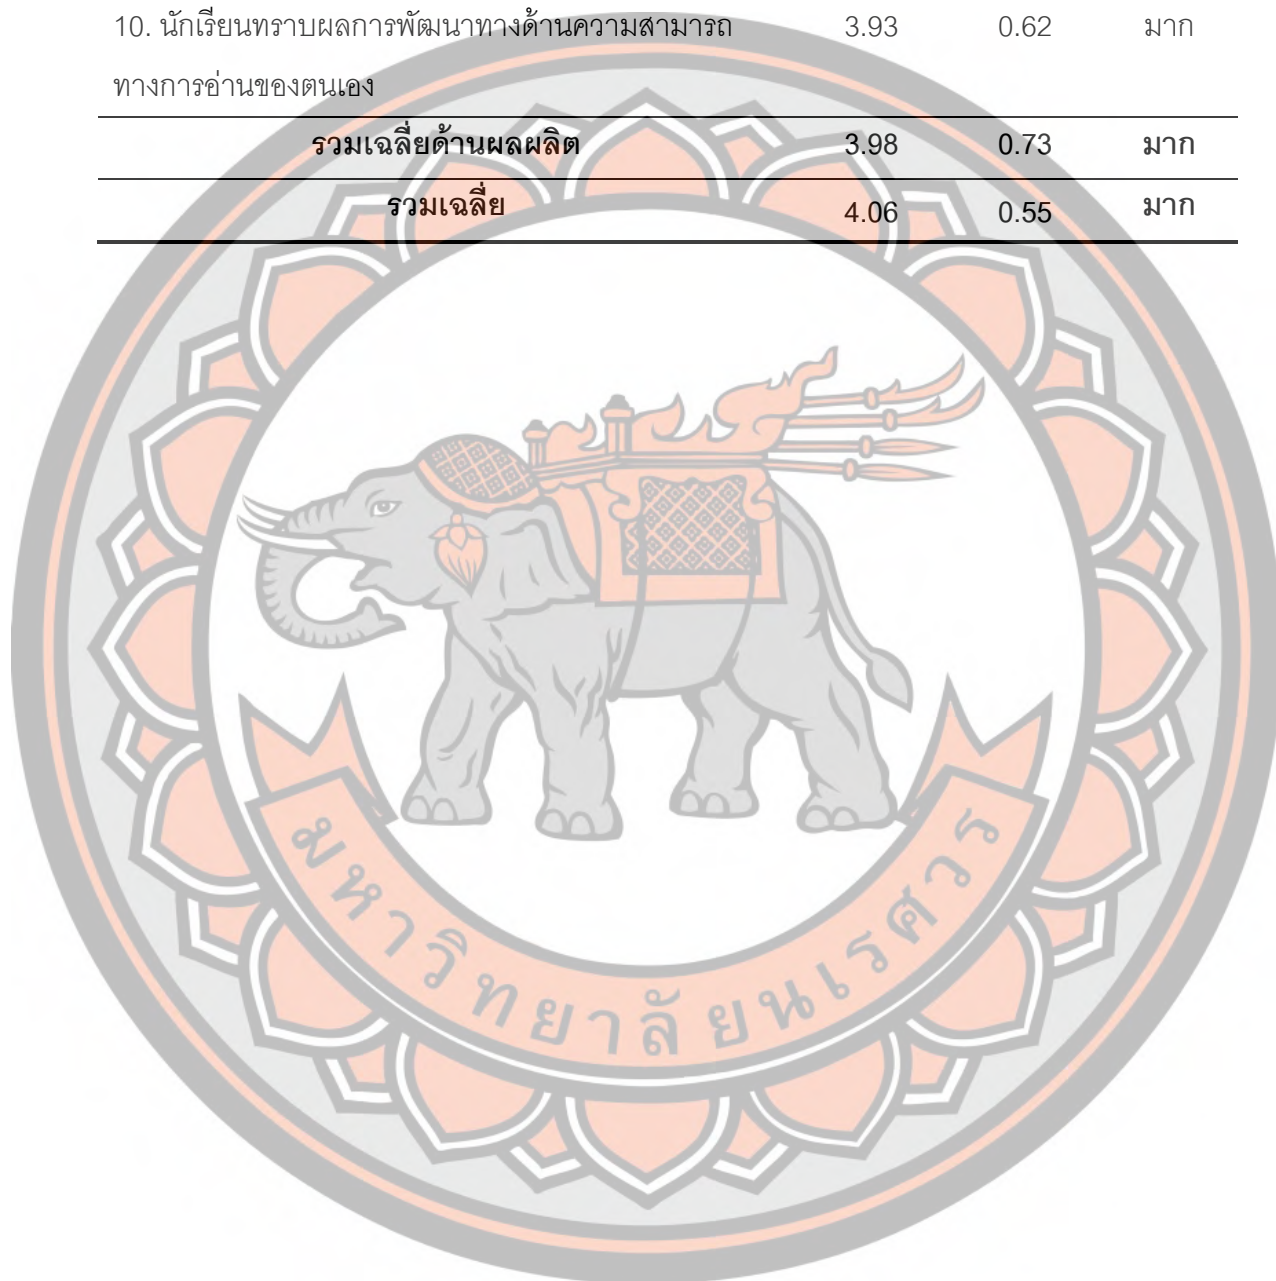 10. นักเรียนทราบผลการพัฒนาทางด้านความสามารถ 3.93 0.62 มาก
ทางการอ่านของตนเอง
รวมเฉลี่ยด้านผลผลิต 3.98 0.73 มาก
รวมเฉลี่ย 4.06 0.55 มาก
มหาวิทยาลัยนเรศวร